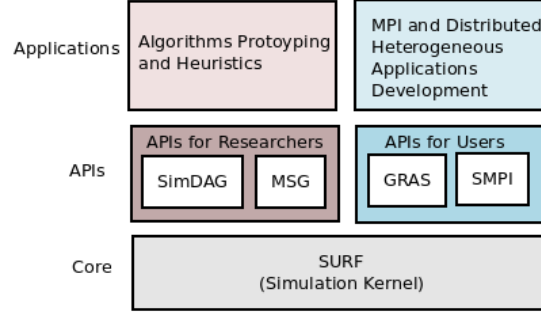 Applications
Algorithms Protoyping
and Heuristics
MPI and Distributed
Heterogeneous
Applications
Development
APIs
APIs for Researchers
SimDAG
MSG
APIs for Users
GRAS
SMPI
Core
SURF
(Simulation Kernel)